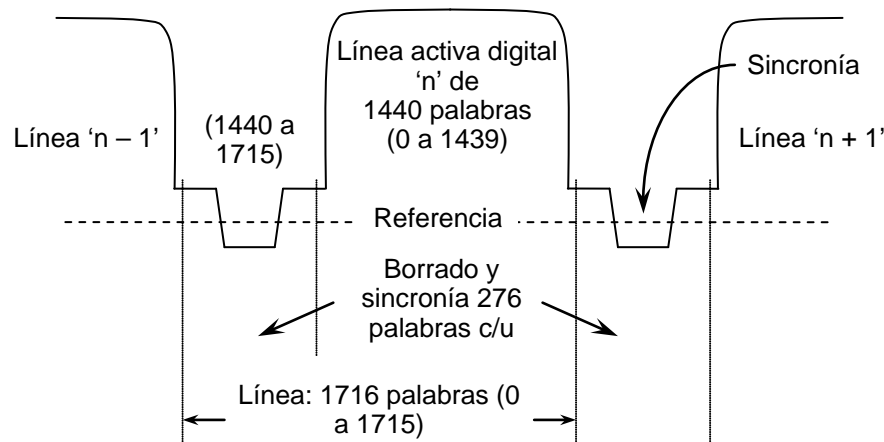 Línea activa digital
‘n’ de
1440 palabras
(0 a 1439)
Sincronía
Línea ‘n – 1’
(1440 a
1715)
Línea ‘n + 1’
Referencia
Borrado y
sincronía 276
palabras c/u
Línea: 1716 palabras (0
a 1715)